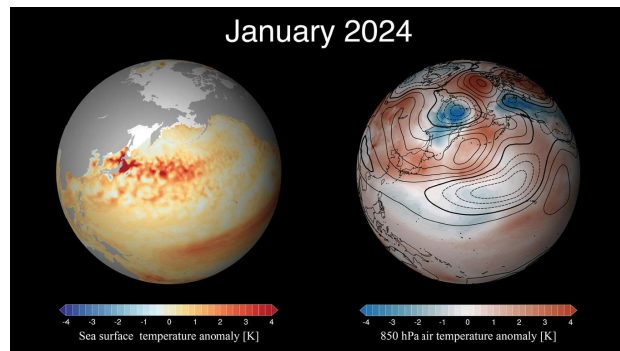 January 2024
-4 -3 -2 -1 0 1 2 3 4
Sea surface temperature anomaly [K]
-4 -3 -2 -1 0 1 2 3 4
850 hPa air temperature anomaly [K]